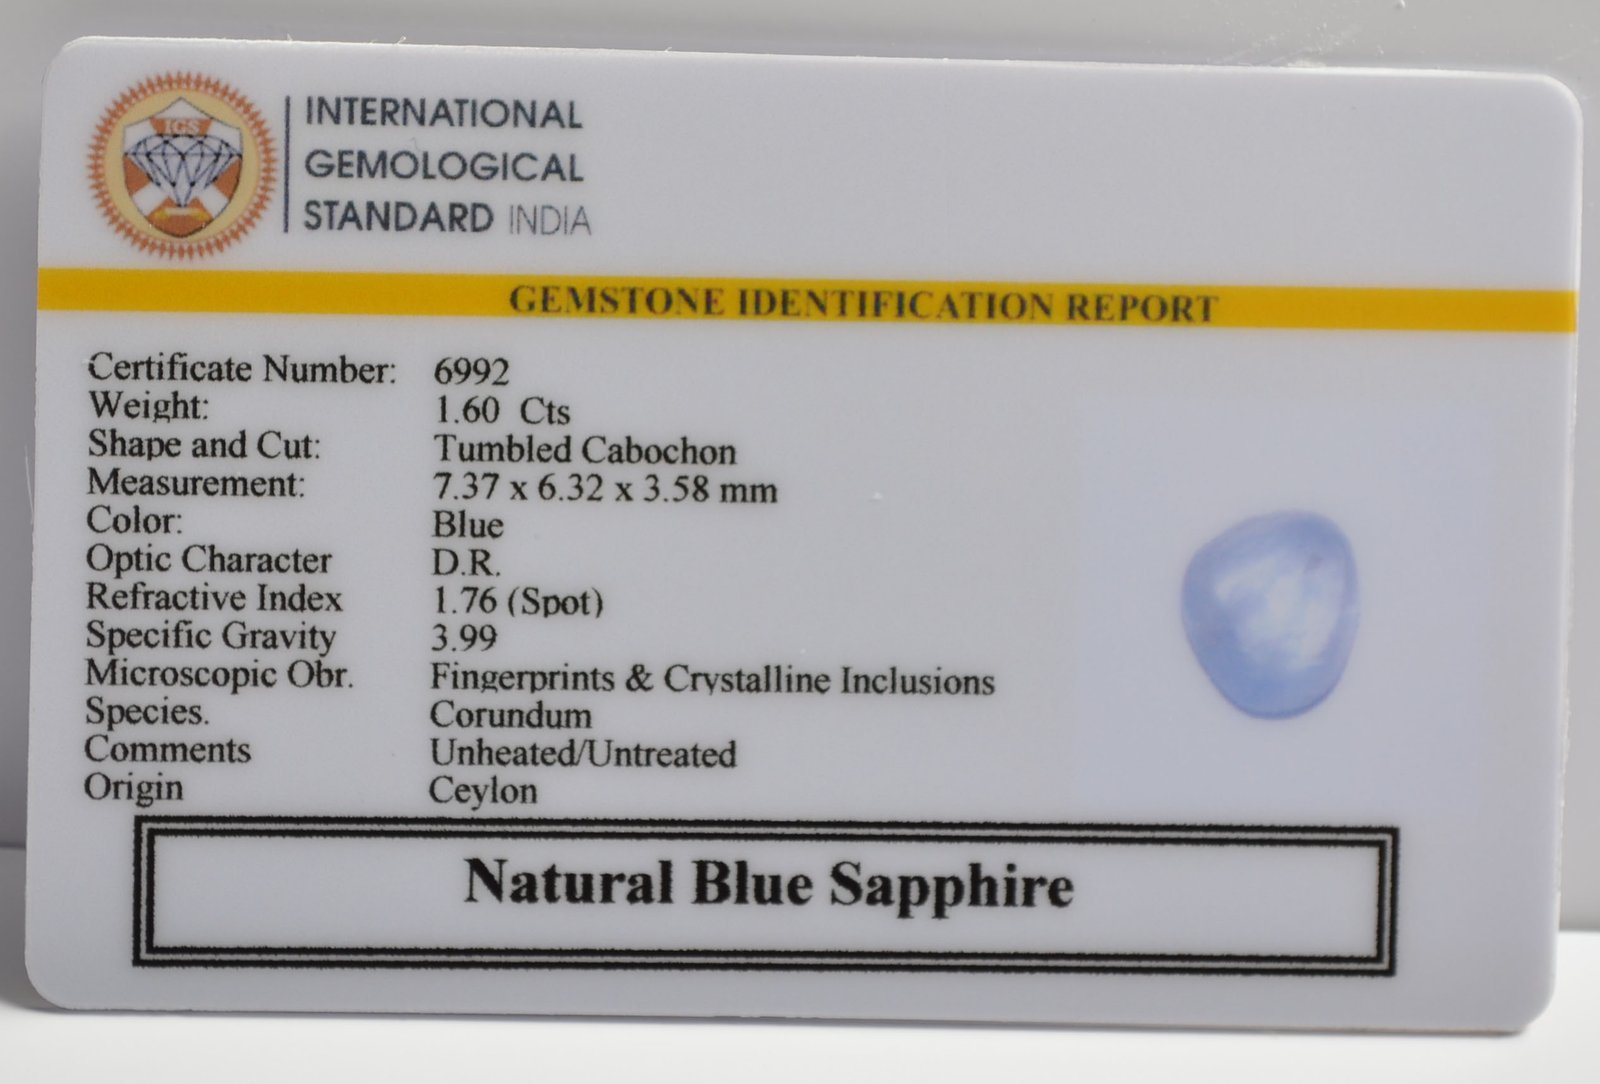 IGS
INTERNATIONAL
GEMOLOGICAL
STANDARD INDIA
GEMSTONE IDENTIFICATION REPORT
Certificate Number: 6992
Weight: 1.60 Cts
Shape and Cut: Tumbled Cabochon
Measurement: 7.37 x 6.32 x 3.58 mm
Color: Blue
Optic Character D.R.
Refractive Index 1.76 (Spot)
Specific Gravity 3.99
Microscopic Obr. Fingerprints & Crystalline Inclusions
Species. Corundum
Comments Unheated/Untreated
Origin Ceylon
Natural Blue Sapphire